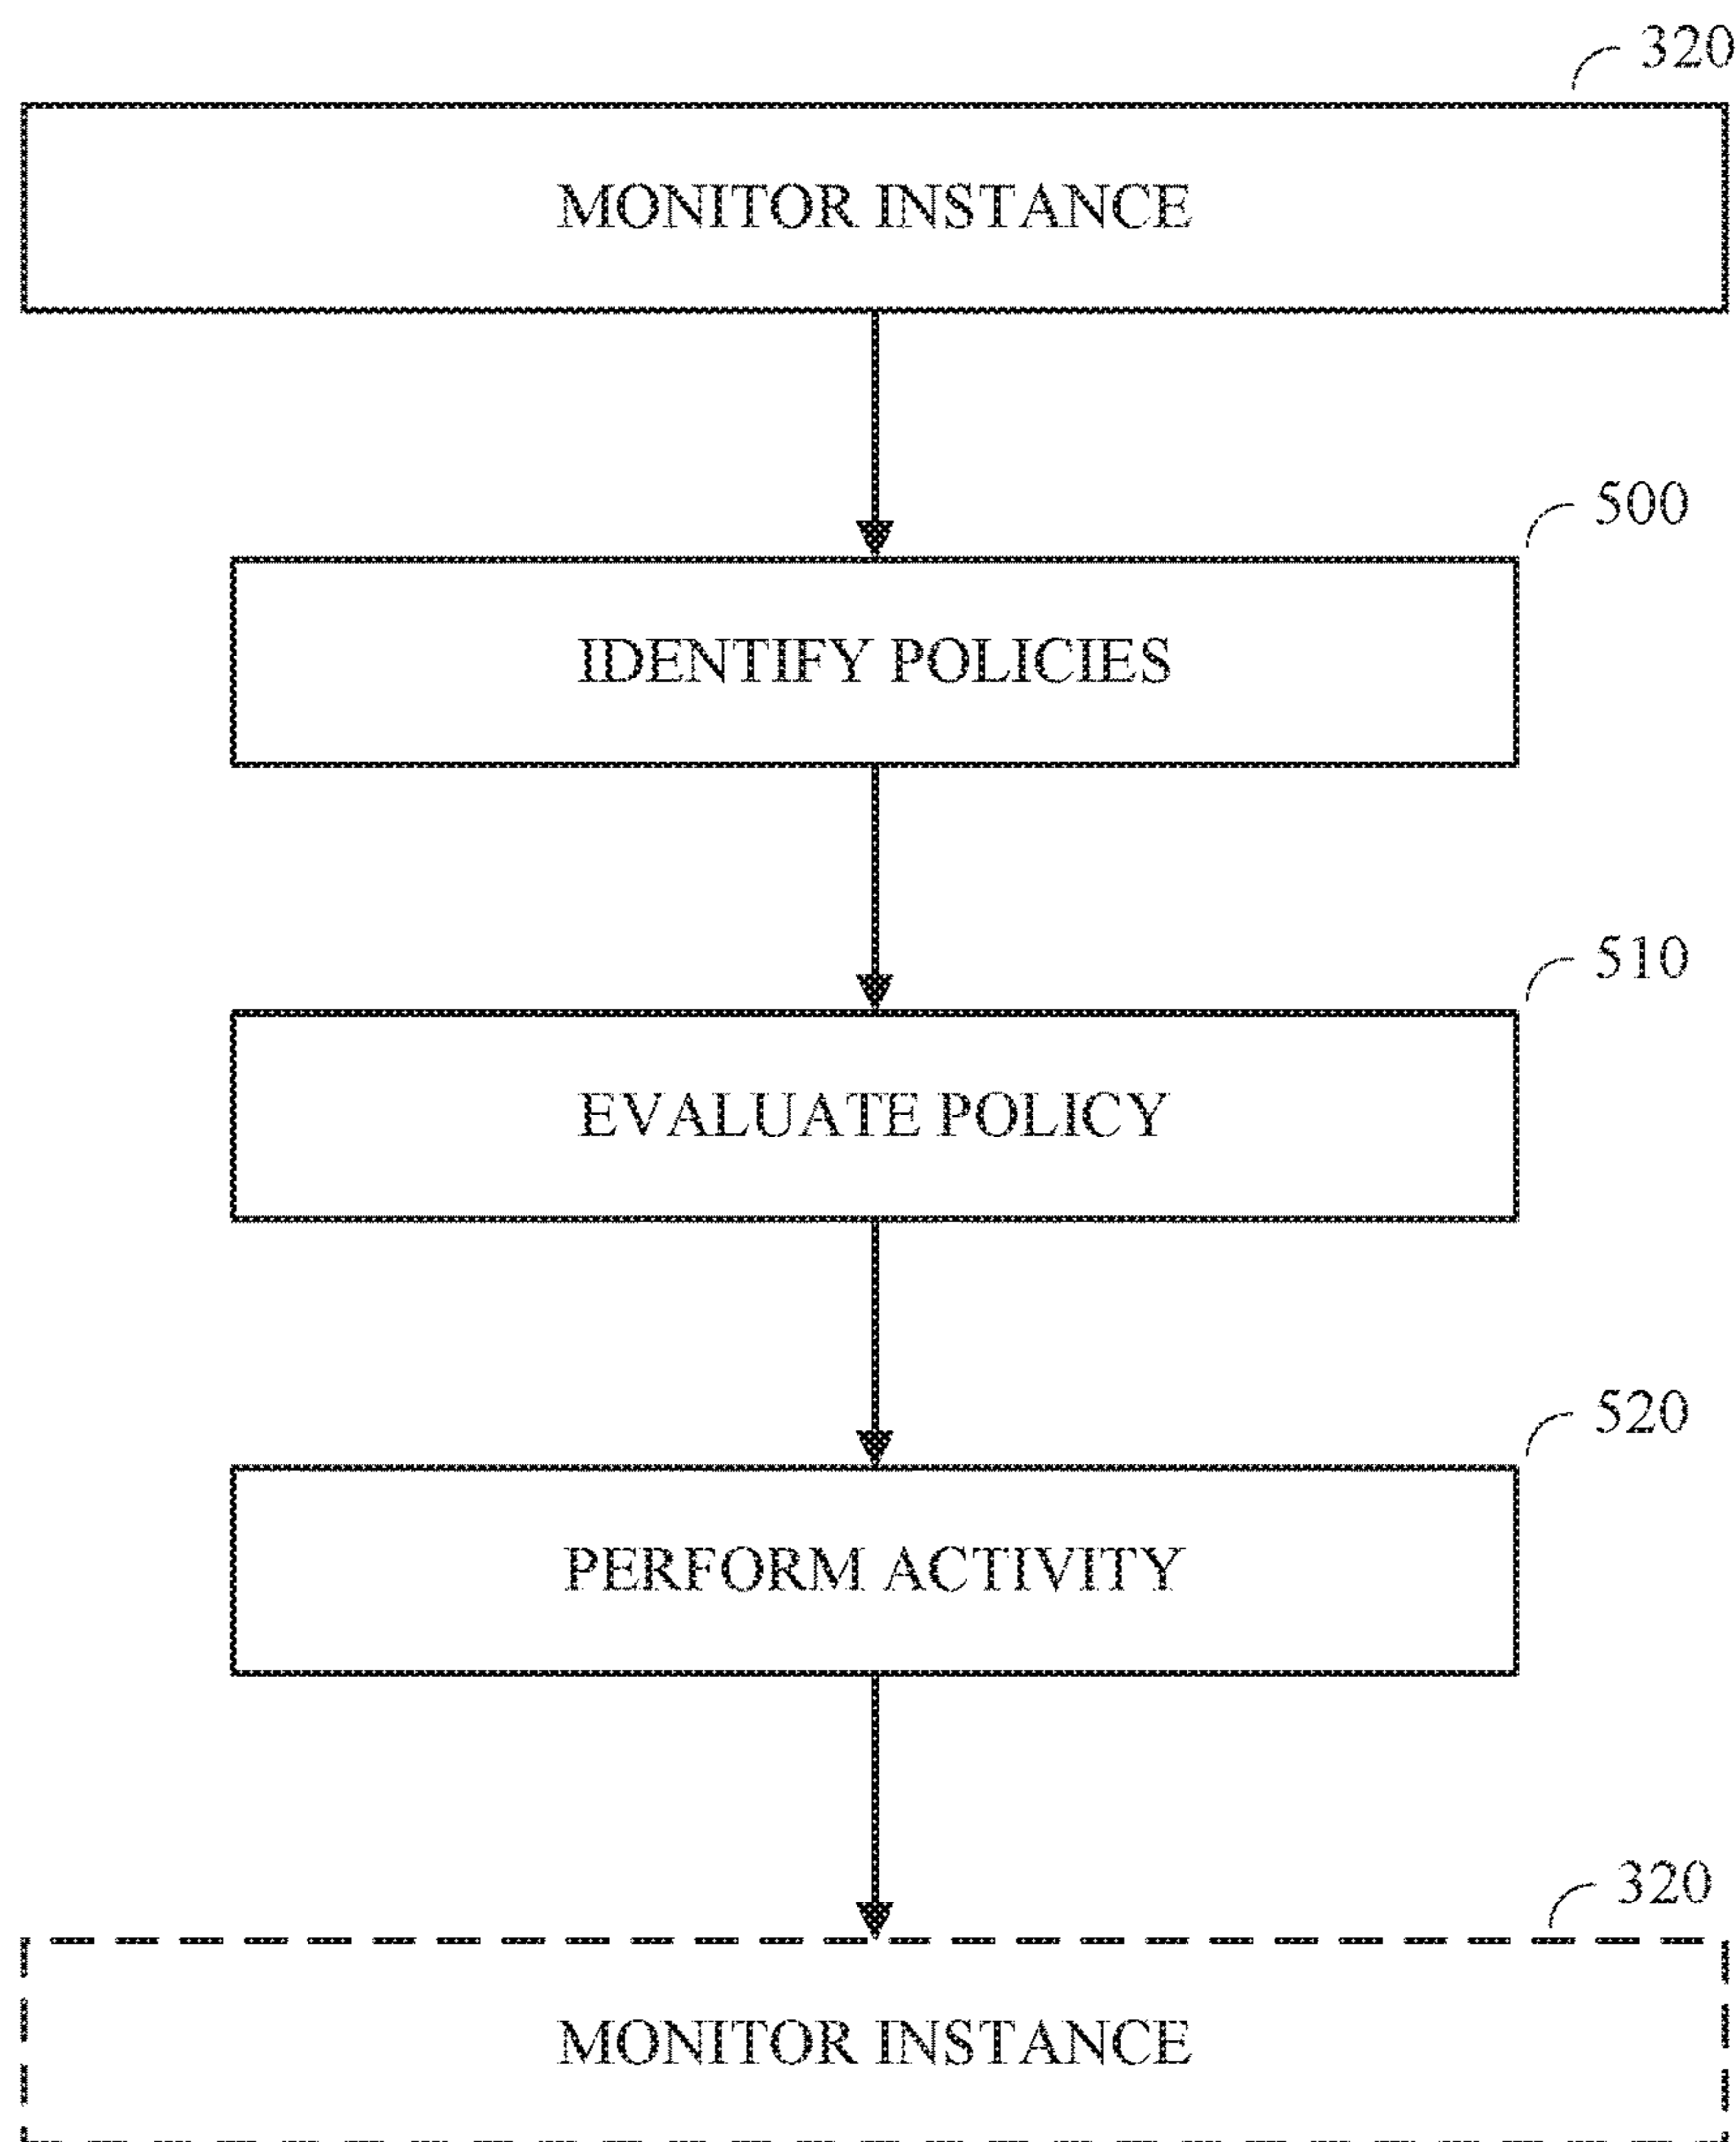 320
MONITOR INSTANCE
500
IDENTIFY POLICIES
510
EVALUATE POLICY
520
PERFORM ACTIVITY
320
MONITOR INSTANCE